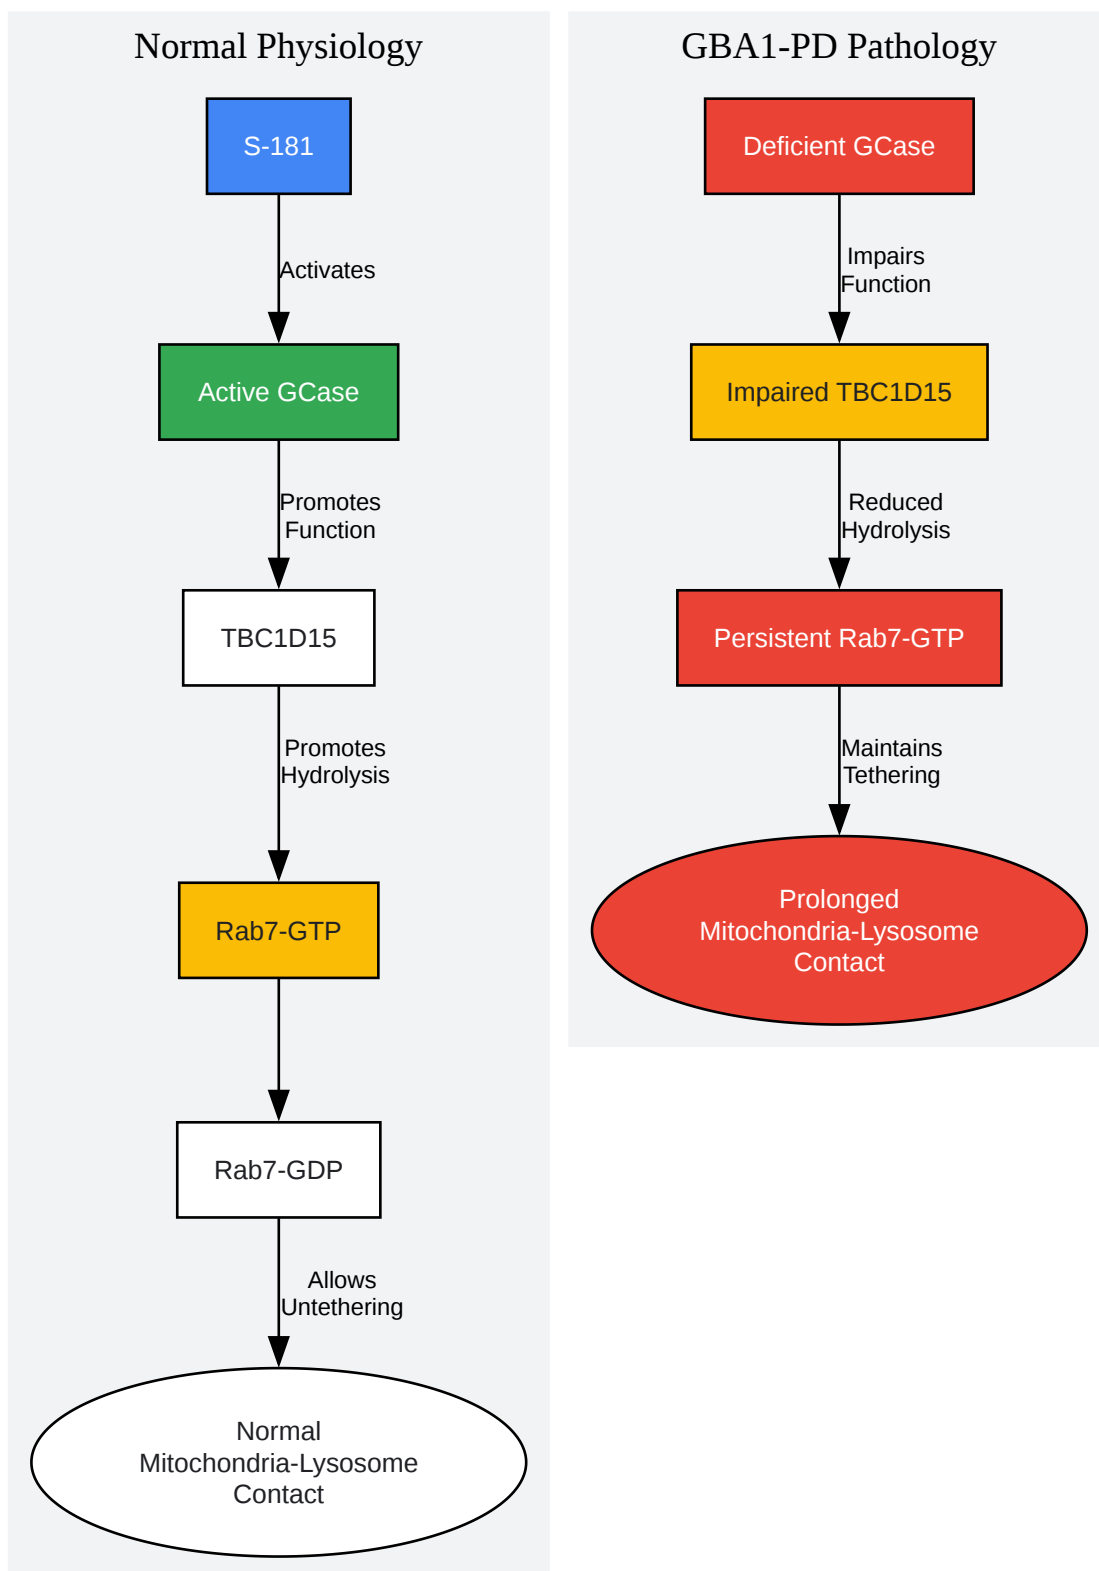 Normal Physiology
S-181
Activates
Active GCase
Promotes
Function
TBC1D15
Promotes
Hydrolysis
Rab7-GTP
Rab7-GDP
Allows
Untethering
Normal
Mitochondria-Lysosome
Contact
GBA1-PD Pathology
Deficient GCase
Impairs
Function
Impaired TBC1D15
Reduced
Hydrolysis
Persistent Rab7-GTP
Maintains
Tethering
Prolonged
Mitochondria-Lysosome
Contact